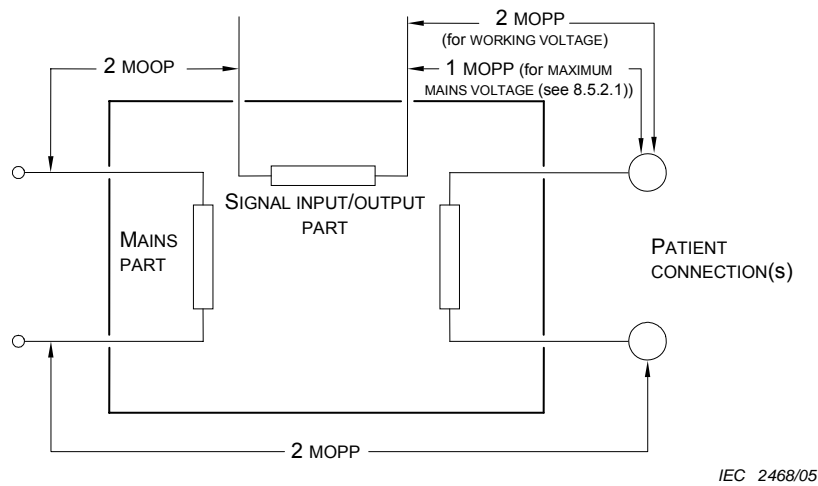 2 MOPP
(for WORKING VOLTAGE)
2 MOOP
1 MOPP (for MAXIMUM
MAINS VOLTAGE (see 8.5.2.1))
SIGNAL INPUT/OUTPUT
PART
MAINS
PART
PATIENT
CONNECTION(S)
2 MOPP
IEC 2468/05